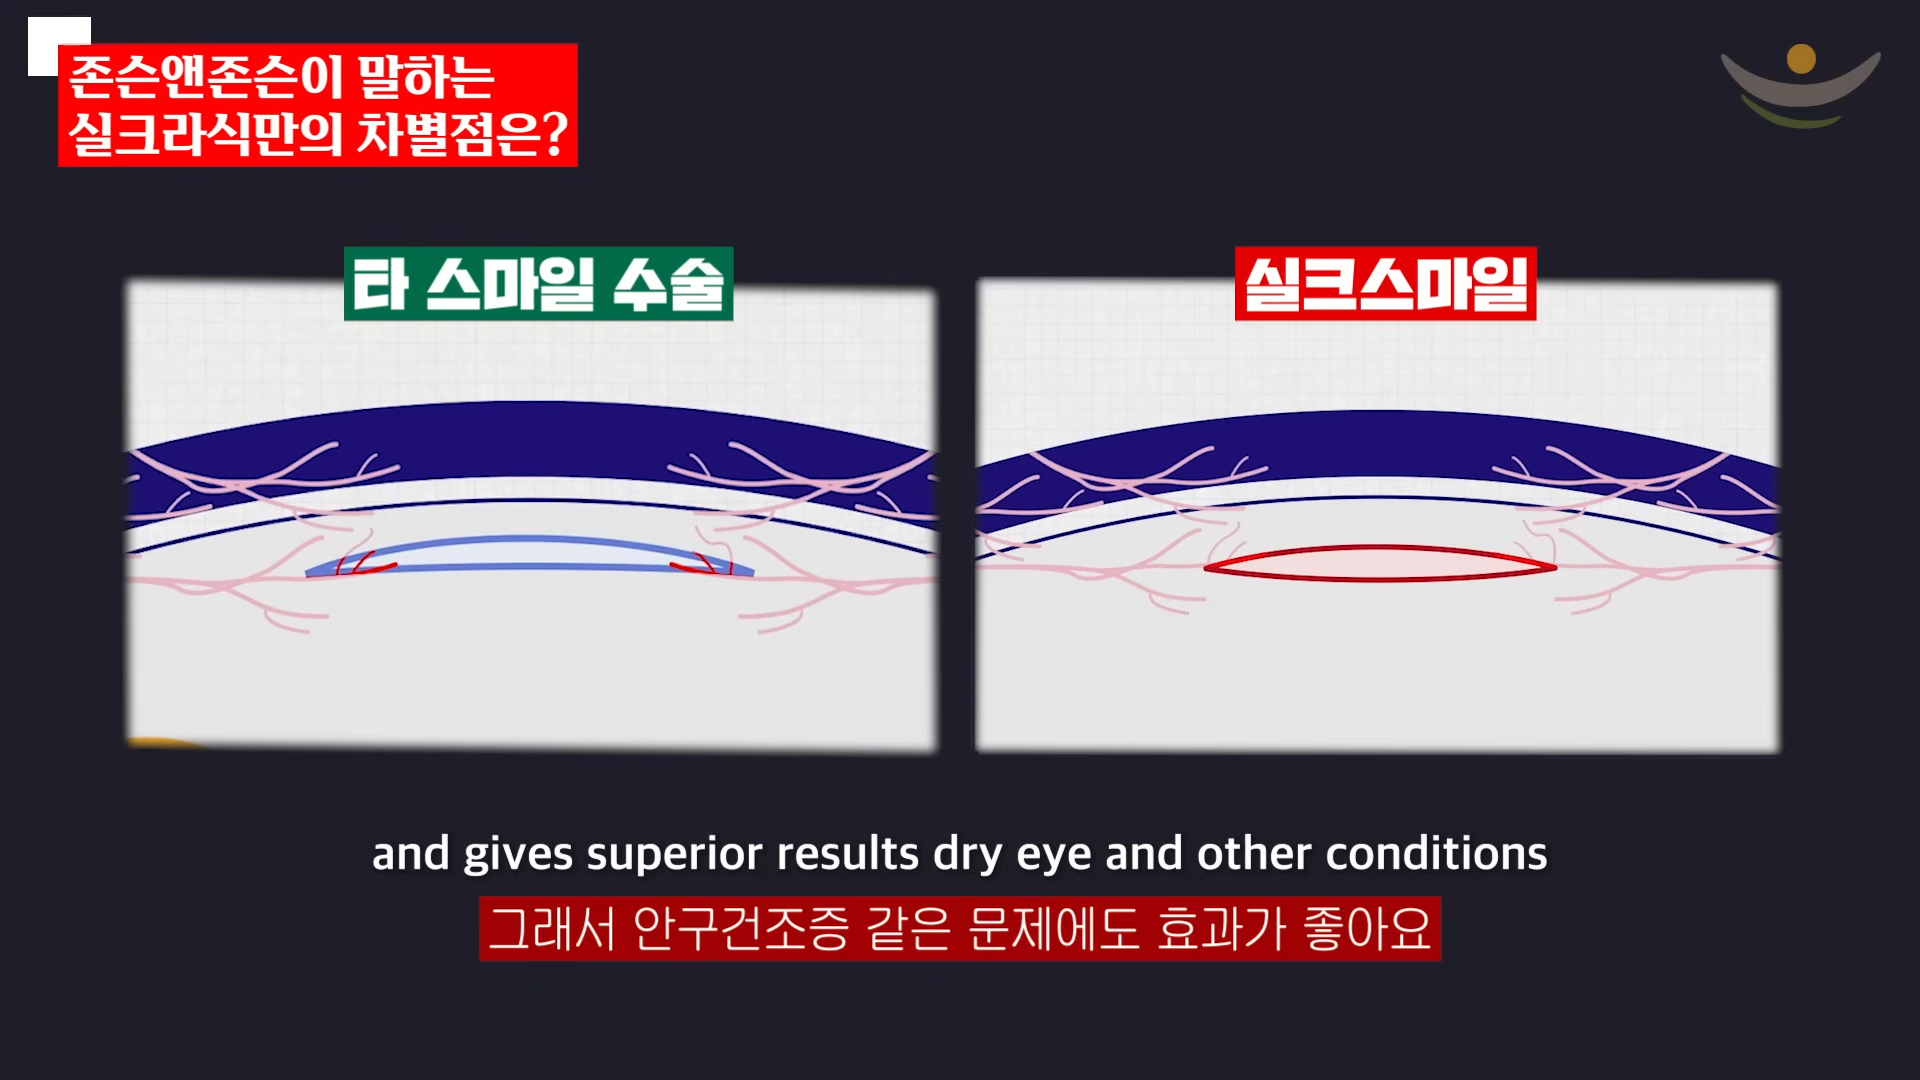 존슨앤존슨이 말하는
실크라식만의 차별점은?
타 스마일 수술
실크스마일
and gives superior results dry eye and other conditions
그래서 안구건조증 같은 문제에도 효과가 좋아요